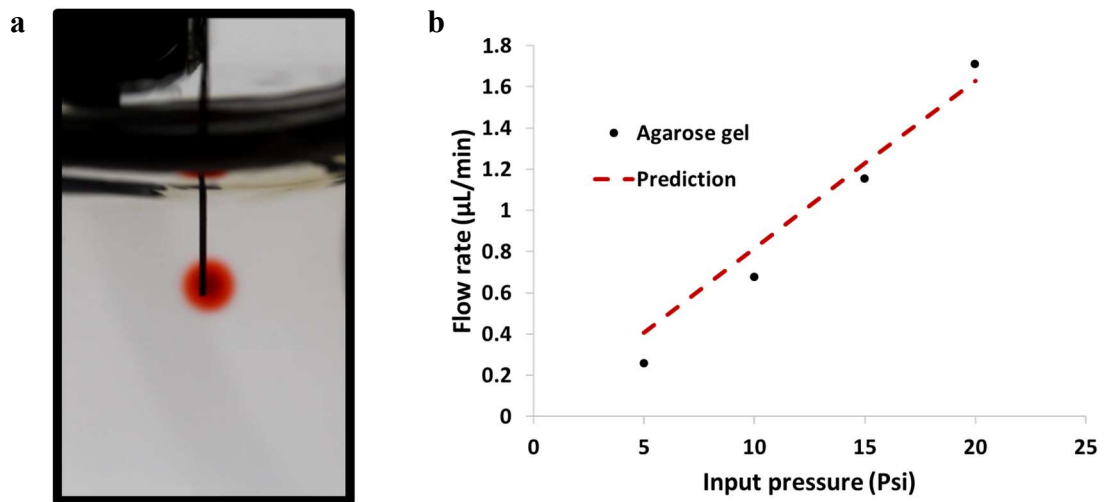 a
b
Flow rate (µL/min)
1.8
1.6
1.4
1.2
1
0.8
0.6
0.4
0.2
0
Agarose gel
Prediction
0 5 10 15 20 25
Input pressure (Psi)